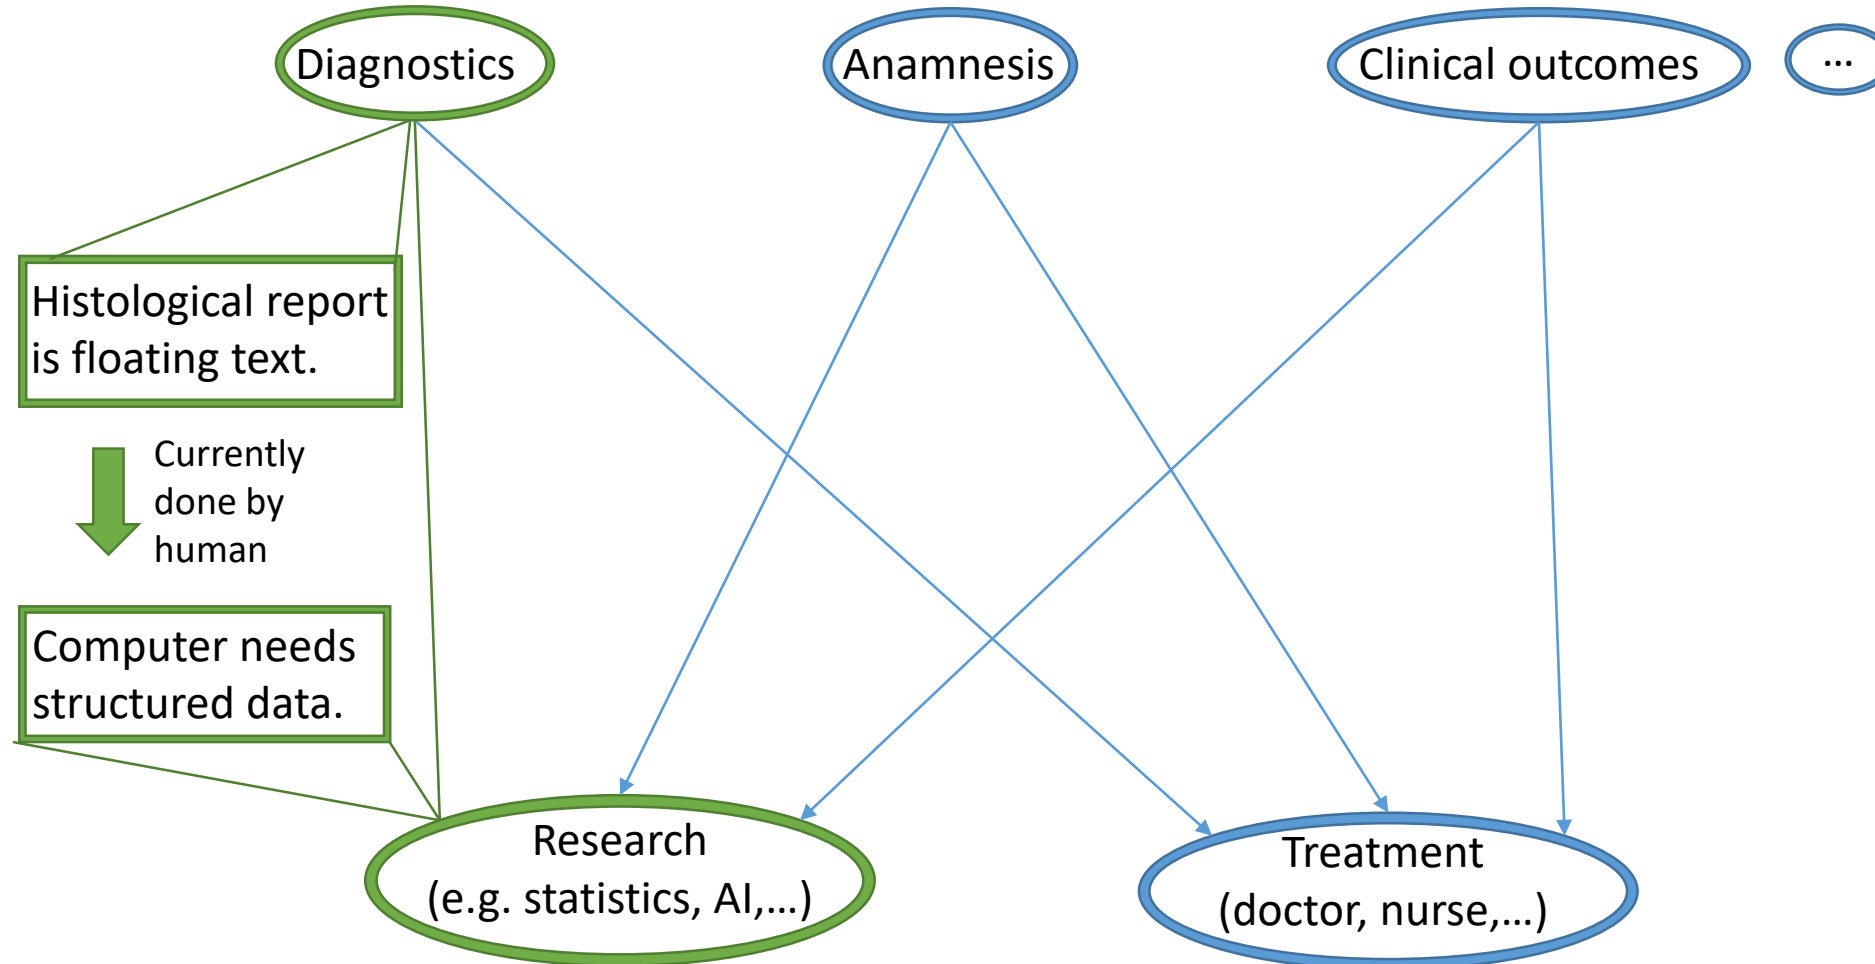 Diagnostics
Anamnesis
Clinical outcomes
...
Histological report
is floating text.
Currently
done by
human
Computer needs
structured data.
Research
(e.g. statistics, AI,...)
Treatment
(doctor, nurse,...)